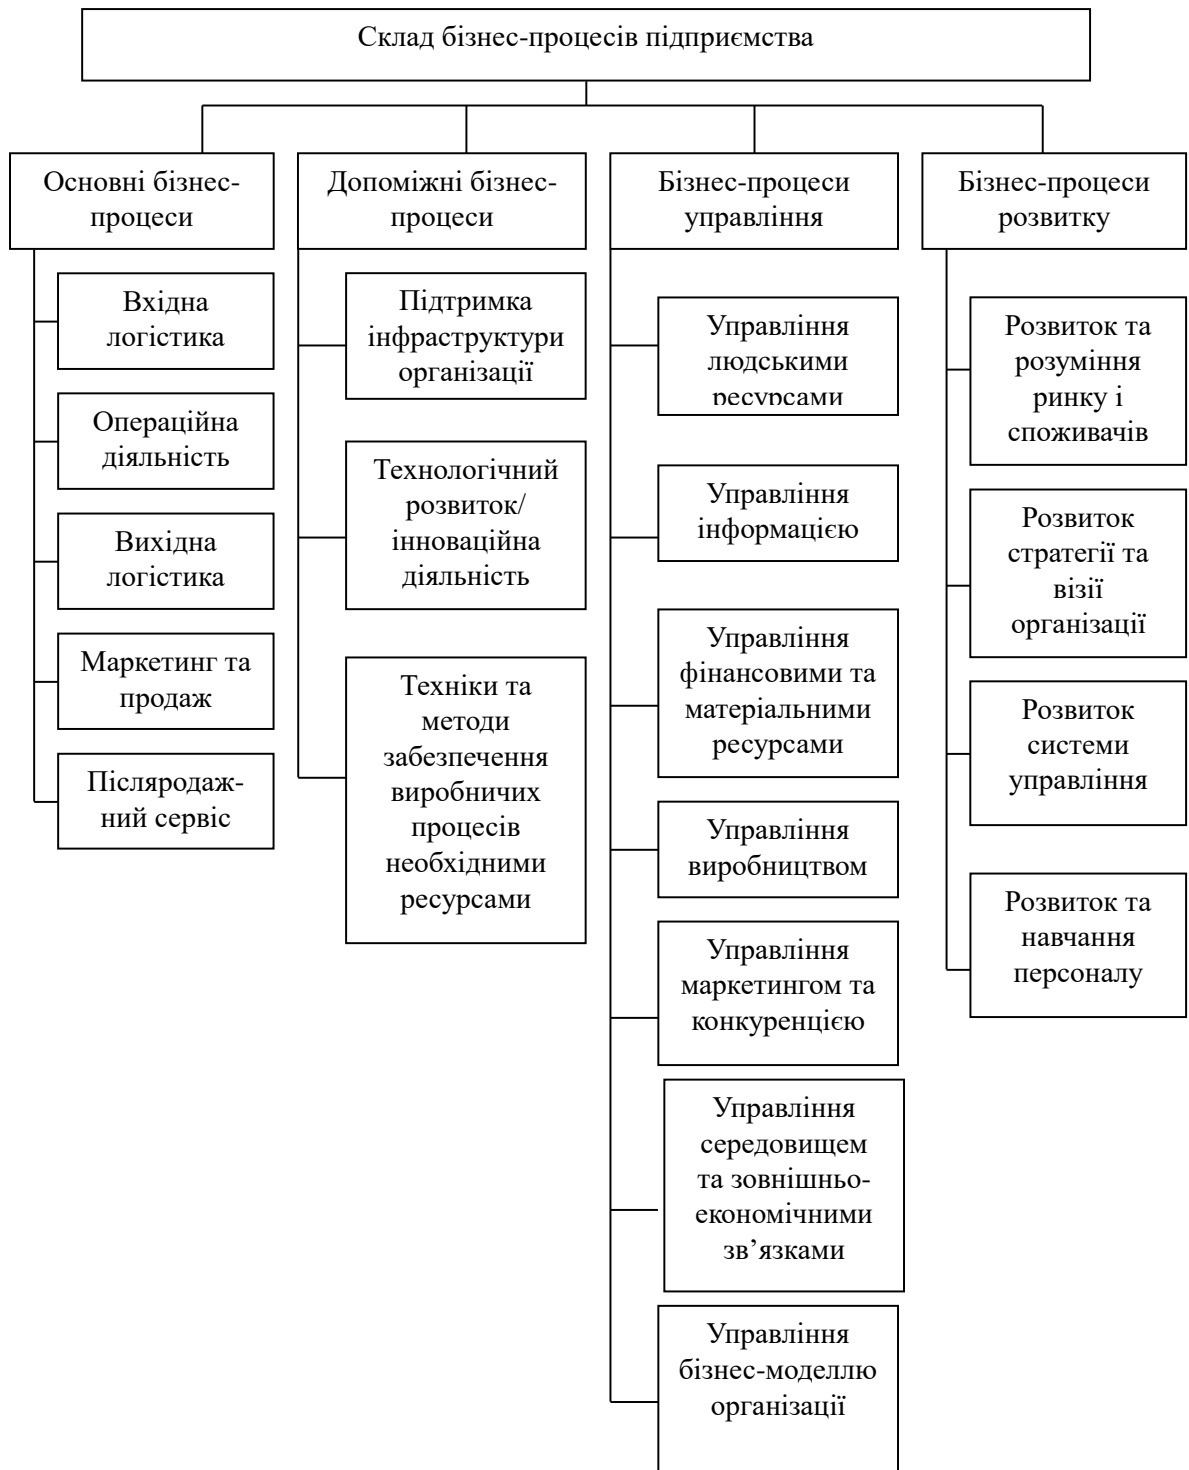 Склад бізнес-процесів підприємства
Основні бізнес-
процеси
Вхідна
логістика
Операційна
діяльність
Вихідна
логістика
Маркетинг та
продаж
Післяродаж-
ний сервіс
Допоміжні бізнес-
процеси
Підтримка
інфраструктури
організації
Технологічний
розвиток/
інноваційна
діяльність
Техніки та
методи
забезпечення
виробничих
процесів
необхідними
ресурсами
Бізнес-процеси
управління
Управління
людськими
ресурсами
Управління
інформацією
Управління
фінансовими та
матеріальними
ресурсами
Управління
виробництвом
Управління
маркетингом та
конкуренцією
Управління
середовищем
та зовнішньо-
економічними
зв’язками
Управління
бізнес-моделлю
організації
Бізнес-процеси
розвитку
Розвиток та
розуміння
ринку і
споживачів
Розвиток
стратегії та
візії
організації
Розвиток
системи
управління
Розвиток та
навчання
персоналу